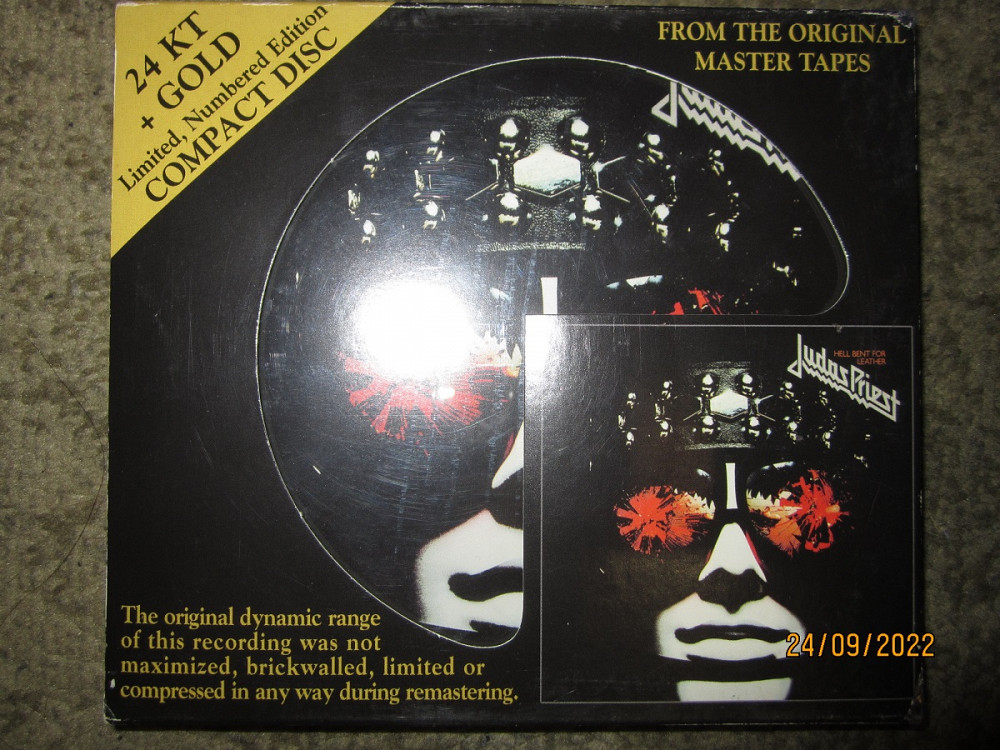 24 KT
+ GOLD
Limited, Numbered Edition
COMPACT DISC
FROM THE ORIGINAL
MASTER TAPES
Judas
HELL BENT FOR
LEATHER
Judas Priest
The original dynamic range
of this recording was not
maximized, brickwalled, limited or
compressed in any way during remastering.
24/09/2022